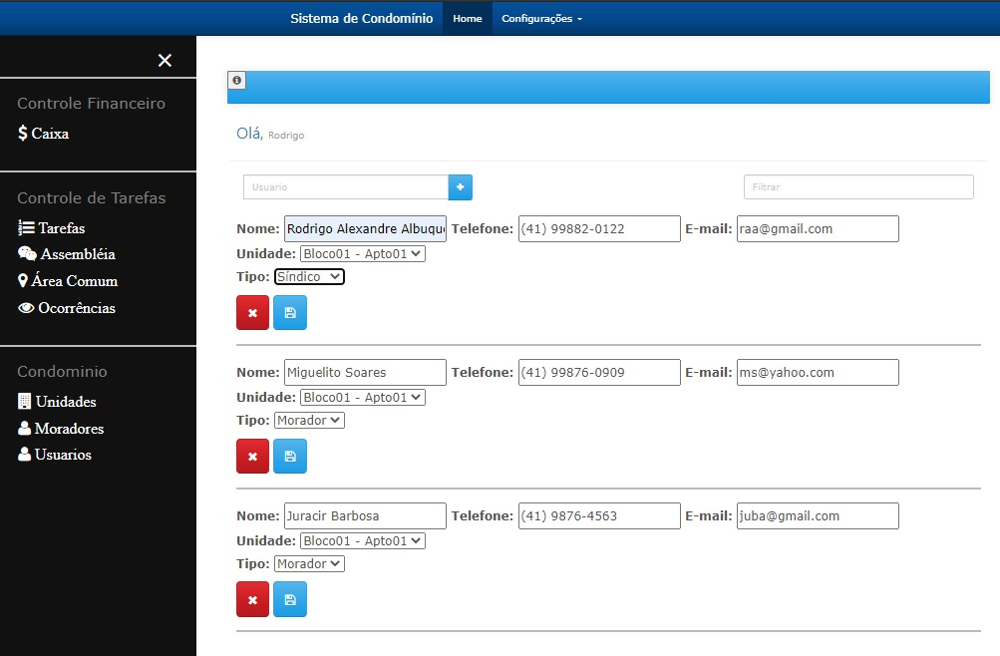 Sistema de Condomínio Home Configurações
Controle Financeiro
Caixa
Controle de Tarefas
Tarefas
Assembléia
Área Comum
Ocorrências
Condominio
Unidades
Moradores
Usuarios
Olá, Rodrigo
Usuario Filtrar
Nome: Rodrigo Alexandre Telefone: (41) 99882-0122 E-mail: raa@gmail.com
Unidade: Bloco01 - Apto01
Tipo: Síndico
Nome: Miguelito Soares Telefone: (41) 99876-0909 E-mail: ms@yahoo.com
Unidade: Bloco01 - Apto01
Tipo: Morador
Nome: Juracir Barbosa Telefone: (41) 9876-4563 E-mail: juba@gmail.com
Unidade: Bloco01 - Apto01
Tipo: Morador